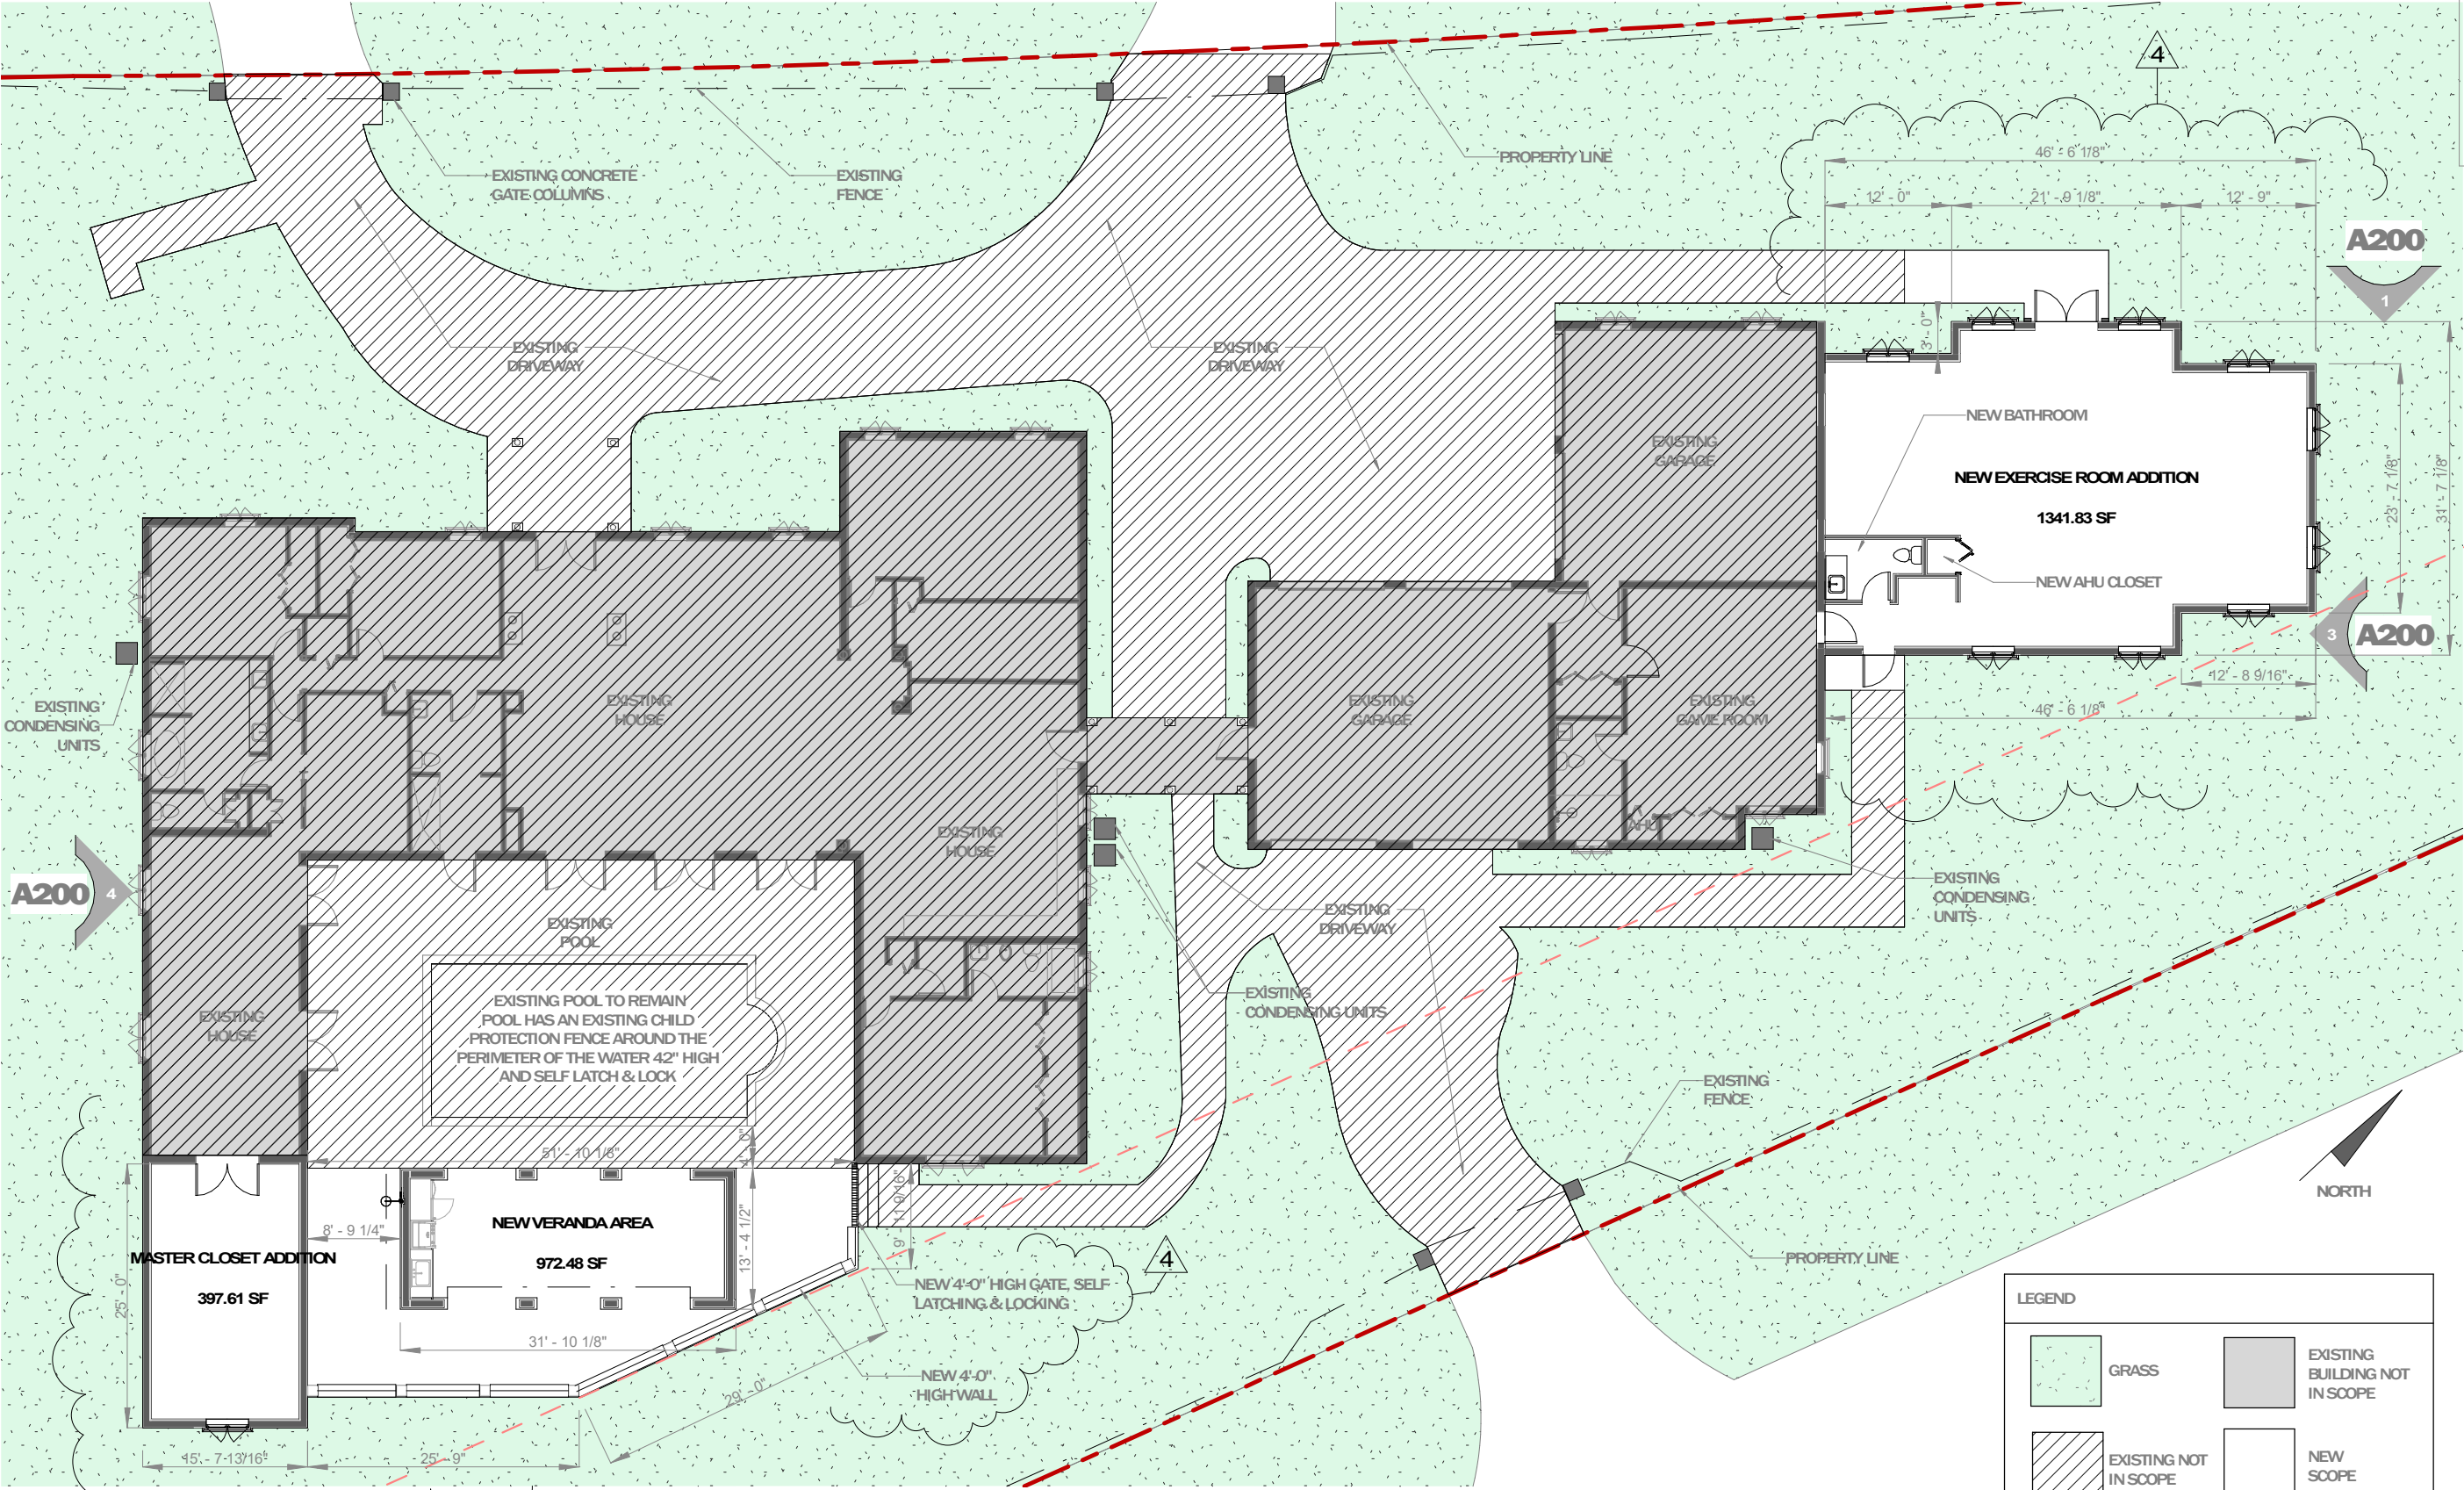 4
46' - 6 1/8"
PROPERTY LINE
EXISTING CONCRETE
GATE COLUMNS
EXISTING
FENCE
12' - 0"
21' - 9 1/8"
12' - 9"
A200
1
3' - 0"
EXISTING
DRIVEWAY
EXISTING
DRIVEWAY
NEW BATHROOM
EXISTING
GARAGE
NEW EXERCISE ROOM ADDITION
1341.83 SF
23' - 7 1/8"
31' - 7 1/8"
NEW AHU CLOSET
3
A200
12' - 8 9/16"
46' - 6 1/8"
EXISTING
CONDENSING
UNITS
EXISTING
HOUSE
EXISTING
GARAGE
EXISTING
GAME ROOM
AHU
EXISTING
HOUSE
A200
4
EXISTING
POOL
EXISTING
DRIVEWAY
EXISTING
CONDENSING
UNITS
EXISTING POOL TO REMAIN
POOL HAS AN EXISTING CHILD
PROTECTION FENCE AROUND THE
PERIMETER OF THE WATER 42" HIGH
AND SELF LATCH & LOCK
EXISTING
HOUSE
EXISTING
CONDENSING UNITS
EXISTING
FENCE
51' - 10 1/8"
4' - 0"
9' - 11 9/16"
NORTH
8' - 9 1/4"
NEW VERANDA AREA
972.48 SF
13' - 4 1/2"
MASTER CLOSET ADDITION
397.61 SF
25' - 0"
4
PROPERTY LINE
NEW 4'-0" HIGH GATE, SELF
LATCHING & LOCKING
31' - 10 1/8"
NEW 4'-0"
HIGH WALL
29' - 0"
15' - 7 13/16"
25' - 9"
LEGEND
GRASS
EXISTING
BUILDING NOT
IN SCOPE
EXISTING NOT
IN SCOPE
NEW
SCOPE